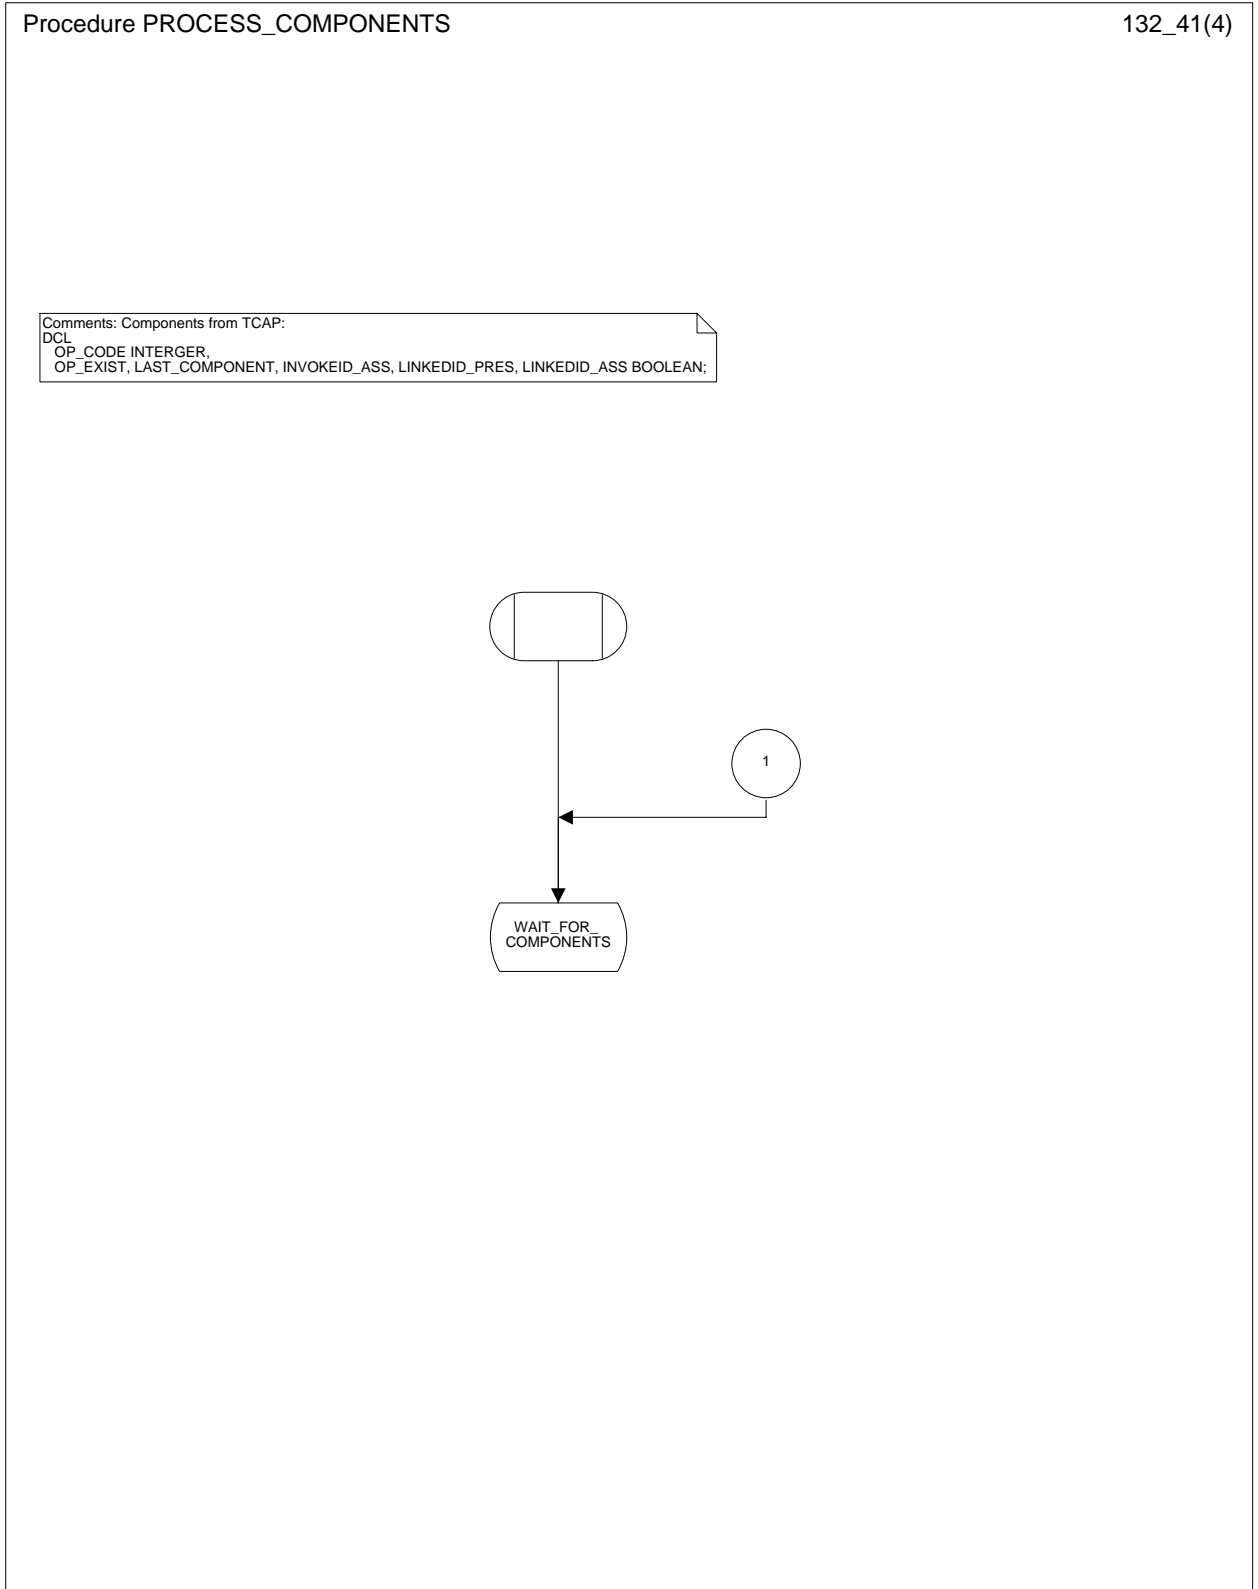 Procedure PROCESS_COMPONENTS
132_41(4)
Comments: Components from TCAP:
DCL
OP_CODE INTERGER,
OP_EXIST, LAST_COMPONENT, INVOKEID_ASS, LINKEDID_PRES, LINKEDID_ASS BOOLEAN;
1
WAIT_FOR_
COMPONENTS